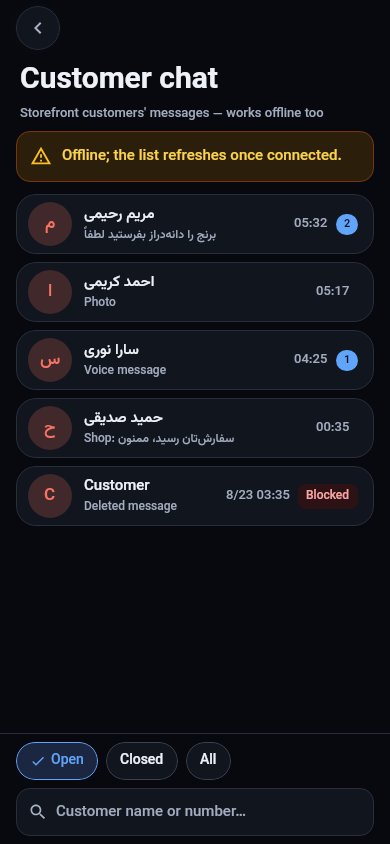 Customer chat
Storefront customers' messages — works offline too
Offline; the list refreshes once connected.
م
مریم رحیمی
برنج را دانه‌دراز بفرستید لطفاً
05:32
2
ا
احمد کریمی
Photo
05:17
س
سارا نوری
Voice message
04:25
1
ح
حمید صدیقی
Shop: سفارش‌تان رسید، ممنون
00:35
C
Customer
Deleted message
8/23 03:35
Blocked
Open
Closed
All
Customer name or number…